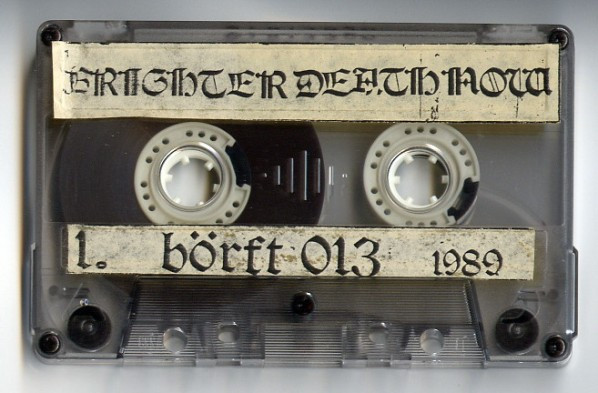 BRIGHTER DEATH NOW
1. börft 013 1989